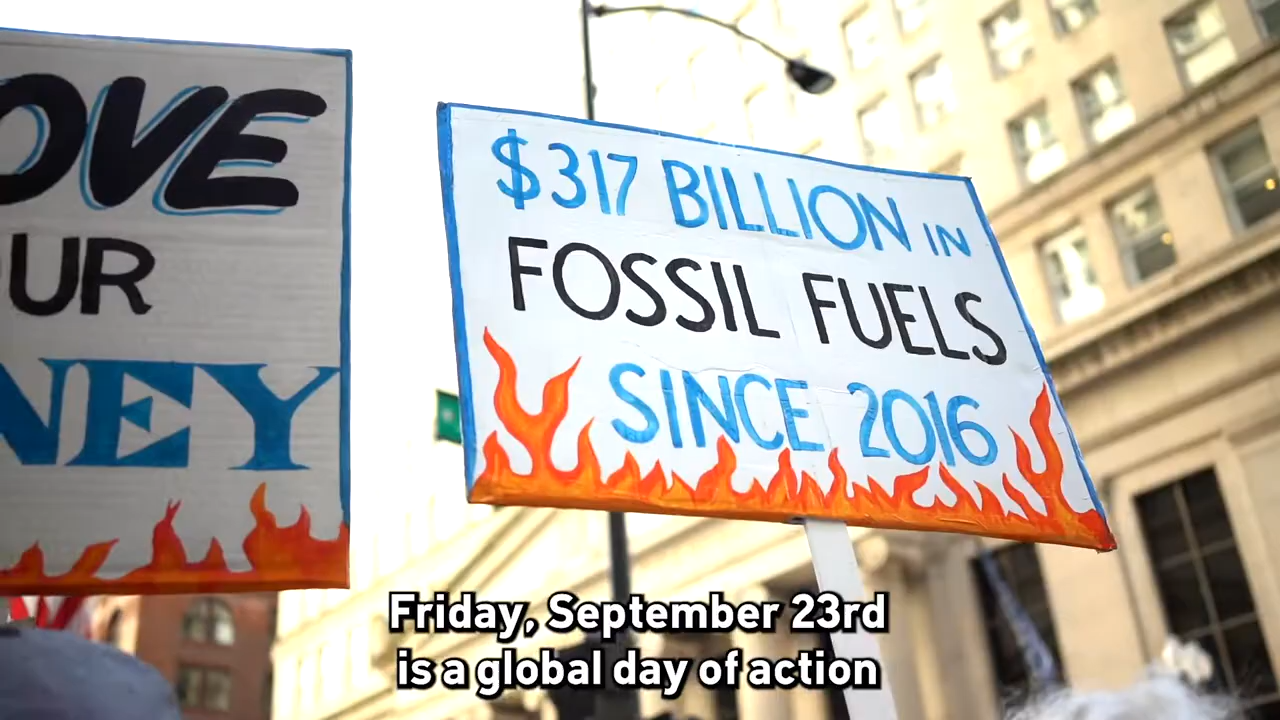 OVE
UR
NEY
$317 BILLION IN
FOSSIL FUELS
SINCE 2016
Friday, September 23rd
is a global day of action